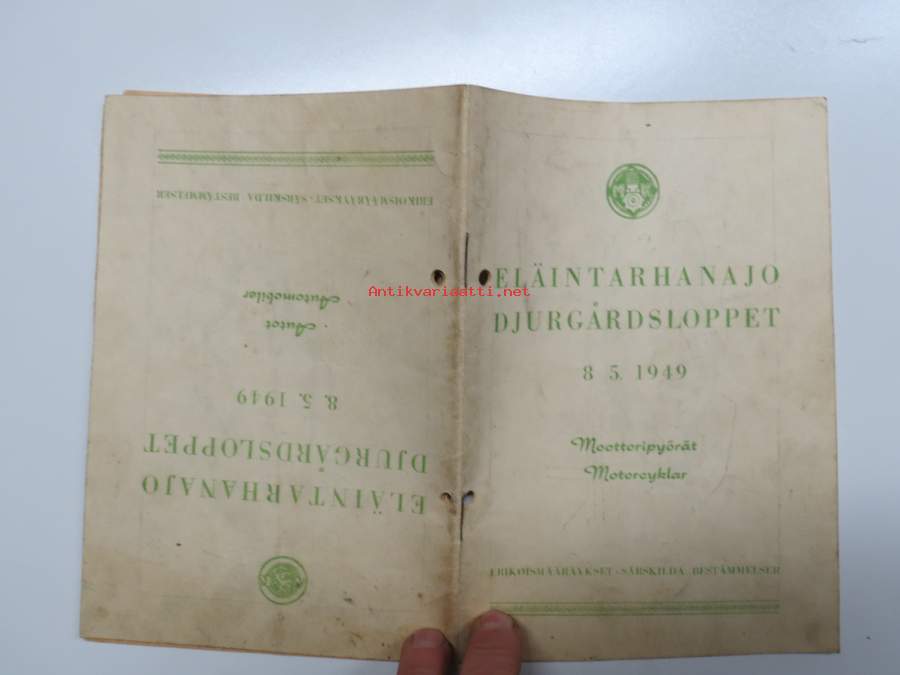 ELÄINTARHANAJO
DJURGÅRDSLOPPET
8 5. 1949
Moottoripyörät
Motorcyklar
ERIKOISMÄÄRÄYKSET · SÄRSKILDA BESTÄMMELSER
ELÄINTARHANAJO
DJURGÅRDSLOPPET
8. 5. 1949
Autot
Automobiler
ERIKOISMÄÄRÄYKSET · SÄRSKILDA BESTÄMMELSER
Antikvariaatti.net